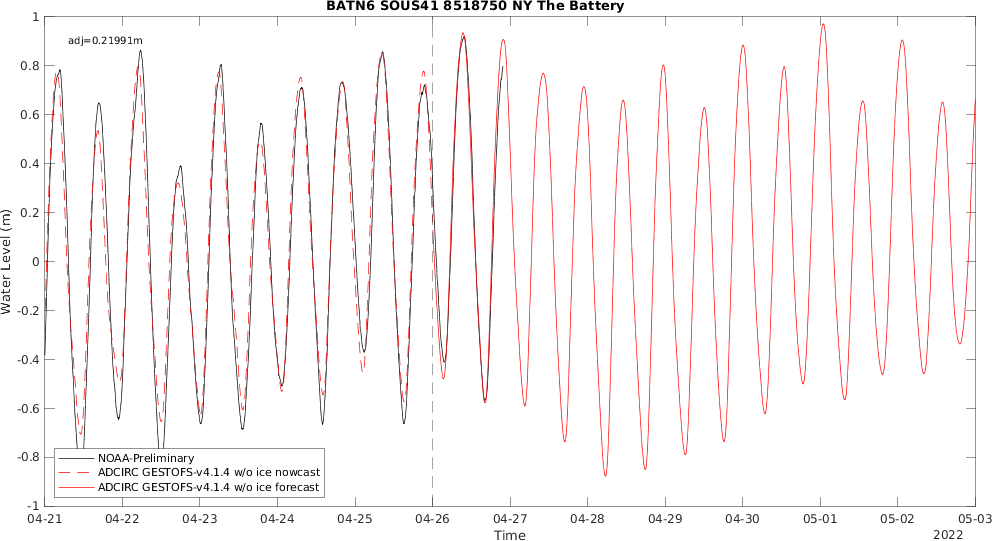 BATN6 SOUS41 8518750 NY The Battery
adj=0.21991m
1
0.8
0.6
0.4
0.2
0
-0.2
-0.4
-0.6
-0.8
-1
Water Level (m)
NOAA-Preliminary
ADCIRC GESTOFS-v4.1.4 w/o ice nowcast
ADCIRC GESTOFS-v4.1.4 w/o ice forecast
04-21 04-22 04-23 04-24 04-25 04-26 04-27 04-28 04-29 04-30 05-01 05-02 05-03
Time
2022